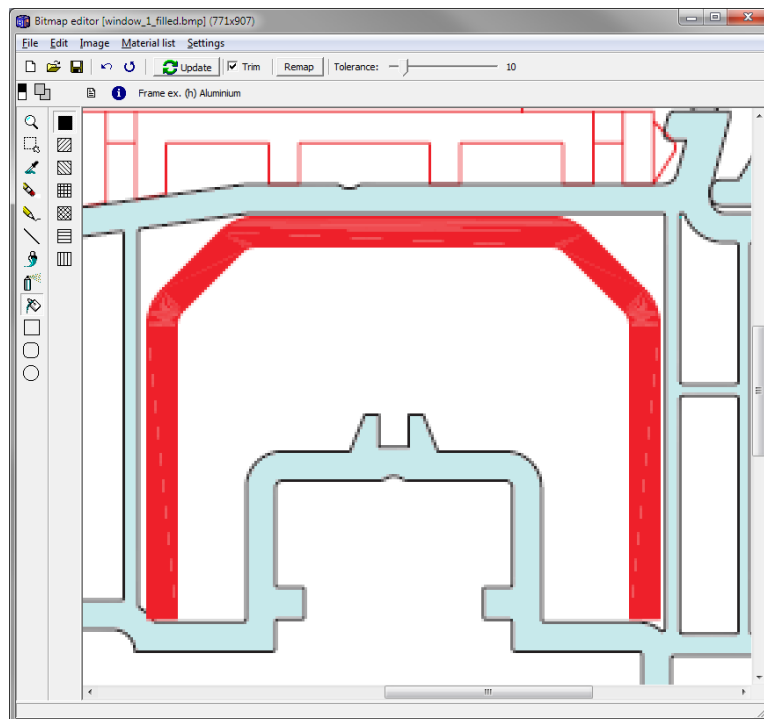 Bitmap editor [window_1_filled.bmp] (771x907)
File Edit Image Material list Settings
Update Trim Remap Tolerance: 10
Frame ex. (h) Aluminium